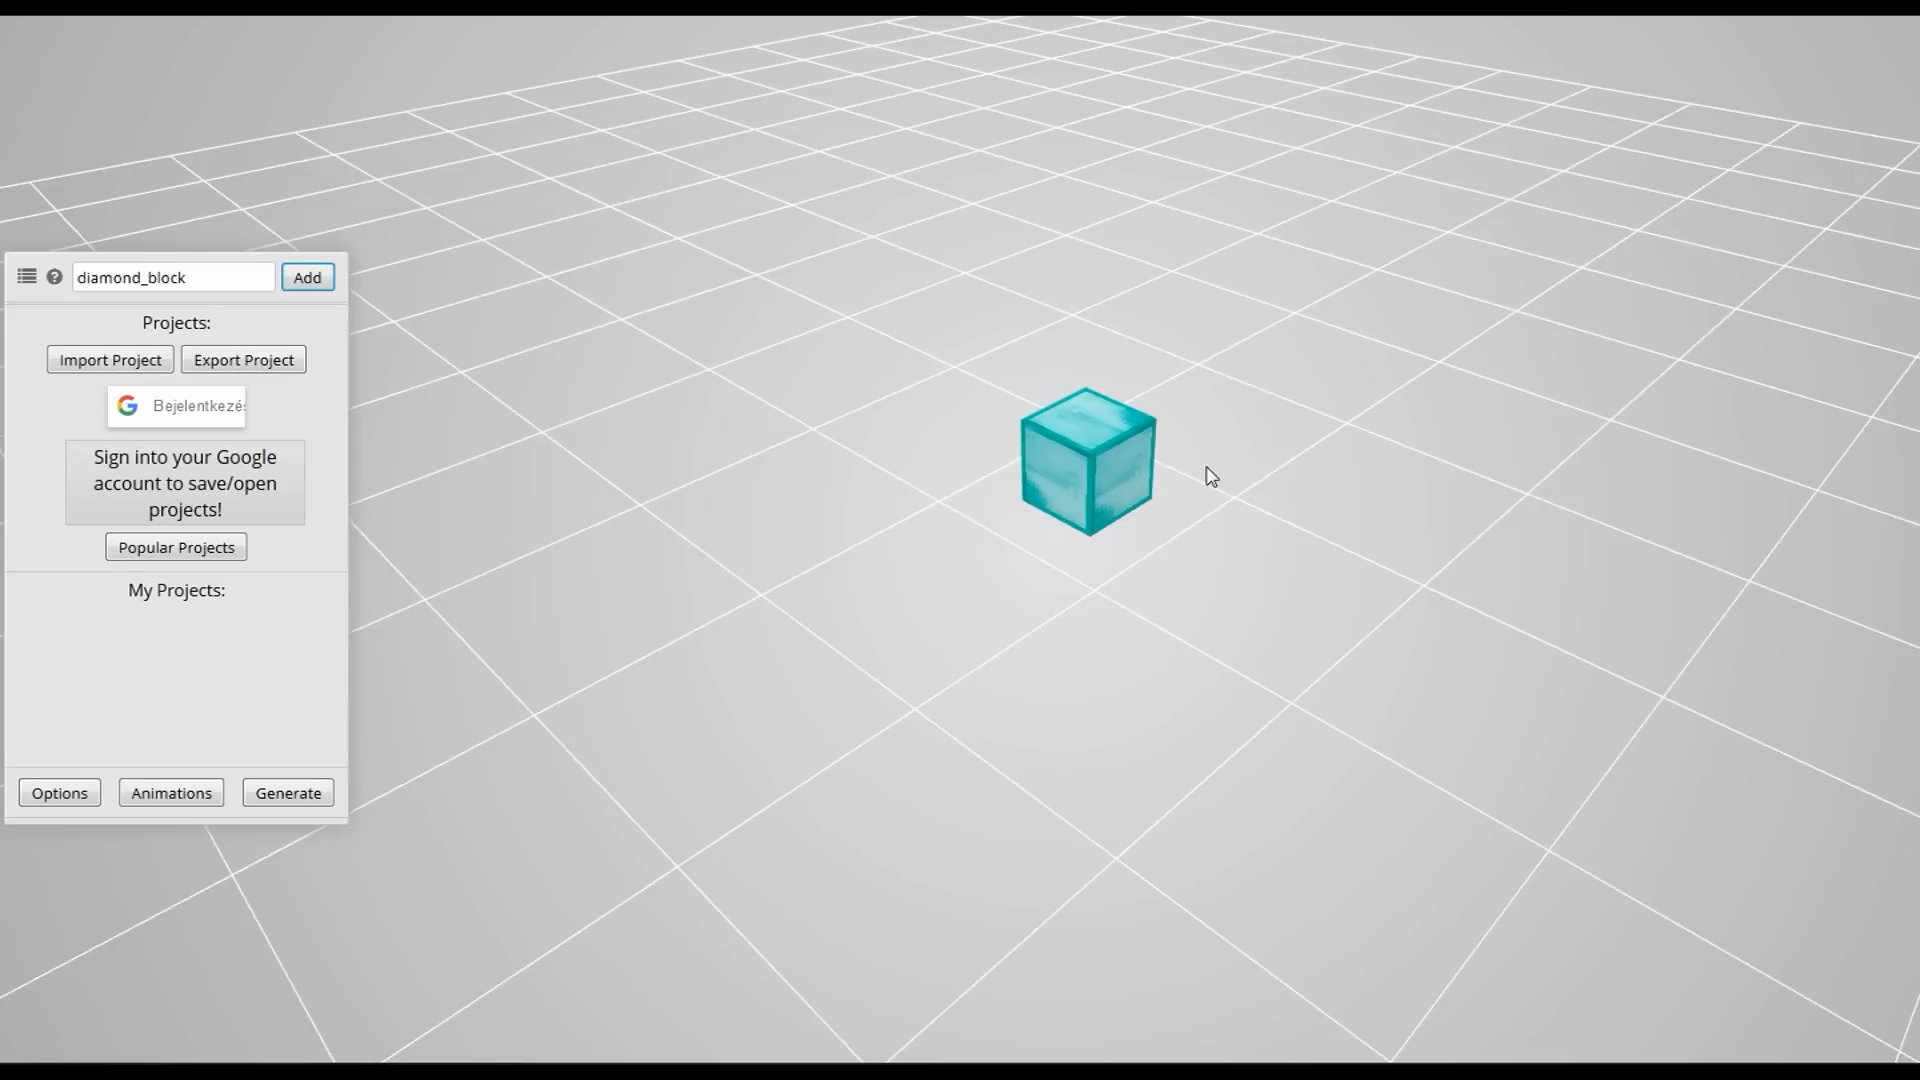 diamond_block
Add
Projects:
Import Project
Export Project
Bejelentkezés
Sign into your Google
account to save/open
projects!
Popular Projects
My Projects:
Options
Animations
Generate